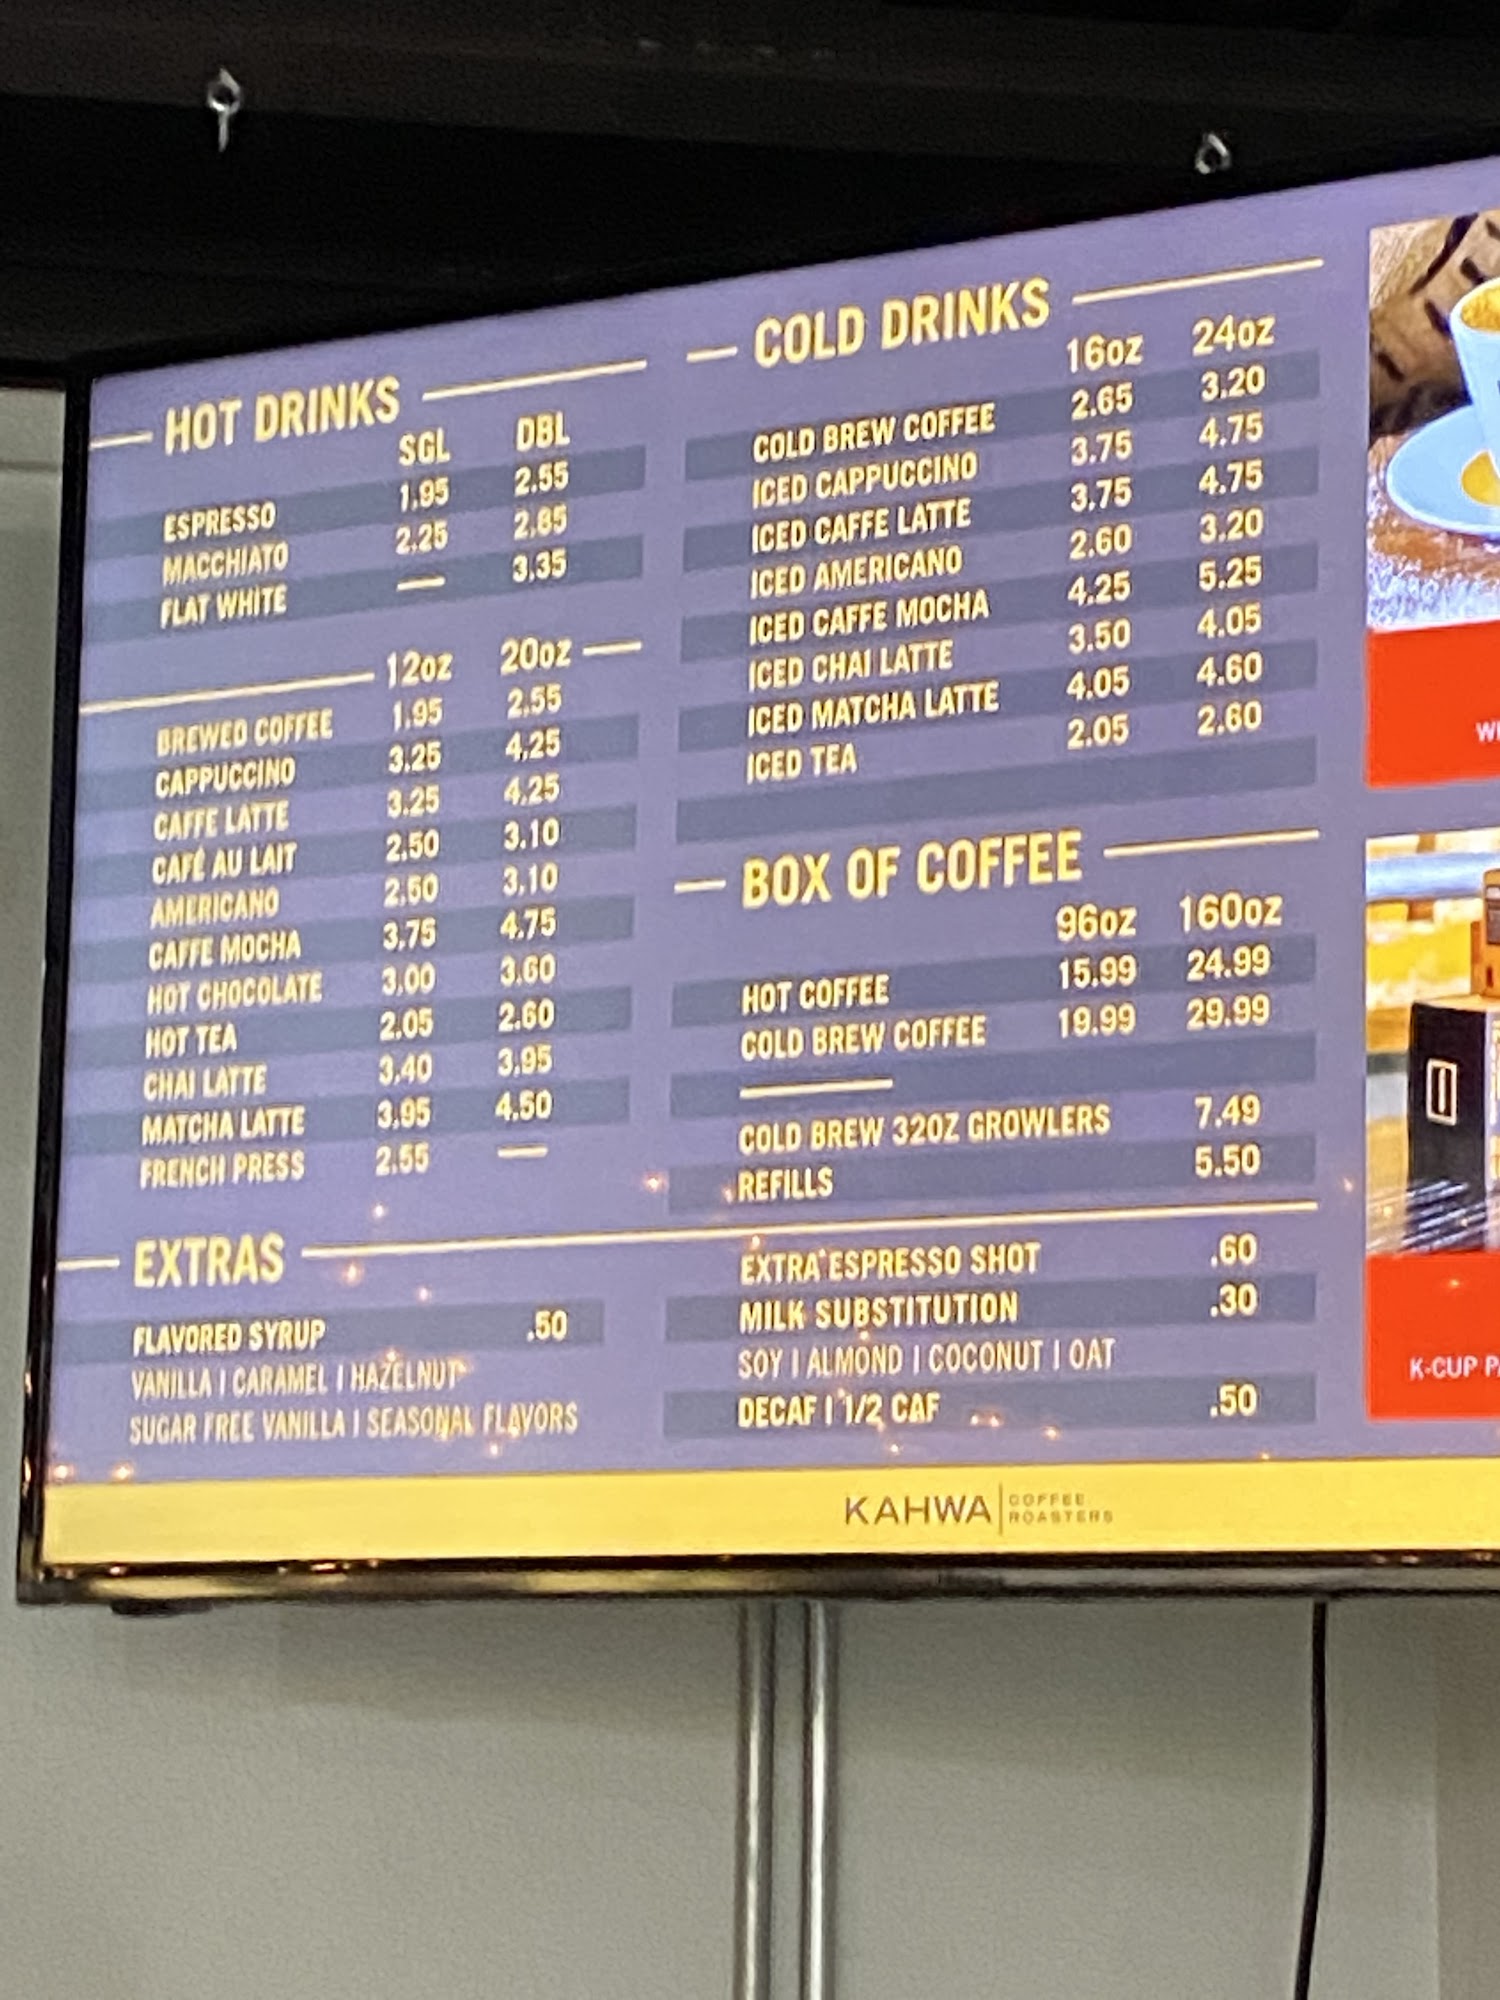 HOT DRINKS
SGL DBL
ESPRESSO 1.95 2.55
MACCHIATO 2.25 2.85
FLAT WHITE — 3.35
12oz 20oz
BREWED COFFEE 1.95 2.55
CAPPUCCINO 3.25 4.25
CAFFE LATTE 3.25 4.25
CAFÉ AU LAIT 2.50 3.10
AMERICANO 2.50 3.10
CAFFE MOCHA 3.75 4.75
HOT CHOCOLATE 3.00 3.60
HOT TEA 2.05 2.60
CHAI LATTE 3.40 3.95
MATCHA LATTE 3.95 4.50
FRENCH PRESS 2.55 —
COLD DRINKS
16oz 24oz
COLD BREW COFFEE 2.65 3.20
ICED CAPPUCCINO 3.75 4.75
ICED CAFFE LATTE 3.75 4.75
ICED AMERICANO 2.60 3.20
ICED CAFFE MOCHA 4.25 5.25
ICED CHAI LATTE 3.50 4.05
ICED MATCHA LATTE 4.05 4.60
ICED TEA 2.05 2.60
BOX OF COFFEE
96oz 160oz
HOT COFFEE 15.99 24.99
COLD BREW COFFEE 19.99 29.99
COLD BREW 32OZ GROWLERS 7.49
REFILLS 5.50
EXTRAS
FLAVORED SYRUP .50
VANILLA | CARAMEL | HAZELNUT
SUGAR FREE VANILLA | SEASONAL FLAVORS
EXTRA ESPRESSO SHOT .60
MILK SUBSTITUTION .30
SOY | ALMOND | COCONUT | OAT
DECAF | 1/2 CAF .50
KAHWA COFFEE
ROASTERS
K-CUP